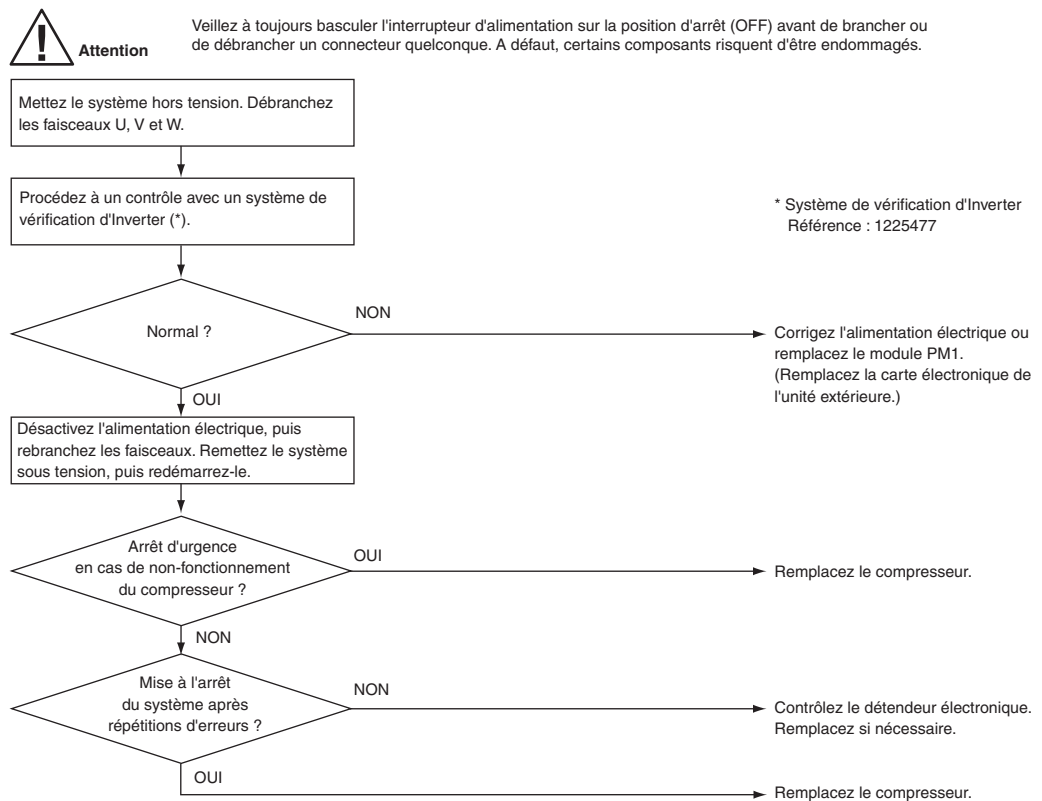 !
Attention
Veillez à toujours basculer l'interrupteur d'alimentation sur la position d'arrêt (OFF) avant de brancher ou
de débrancher un connecteur quelconque. A défaut, certains composants risquent d'être endommagés.
Mettez le système hors tension. Débranchez
les faisceaux U, V et W.
Procédez à un contrôle avec un système de
vérification d'Inverter (*).
* Système de vérification d'Inverter
Référence : 1225477
Normal ?
NON
Corrigez l'alimentation électrique ou
remplacez le module PM1.
(Remplacez la carte électronique de
l'unité extérieure.)
OUI
Désactivez l'alimentation électrique, puis
rebranchez les faisceaux. Remettez le système
sous tension, puis redémarrez-le.
Arrêt d'urgence
en cas de non-fonctionnement
du compresseur ?
OUI
Remplacez le compresseur.
NON
Mise à l'arrêt
du système après
répétitions d'erreurs ?
NON
Contrôlez le détendeur électronique.
Remplacez si nécessaire.
OUI
Remplacez le compresseur.